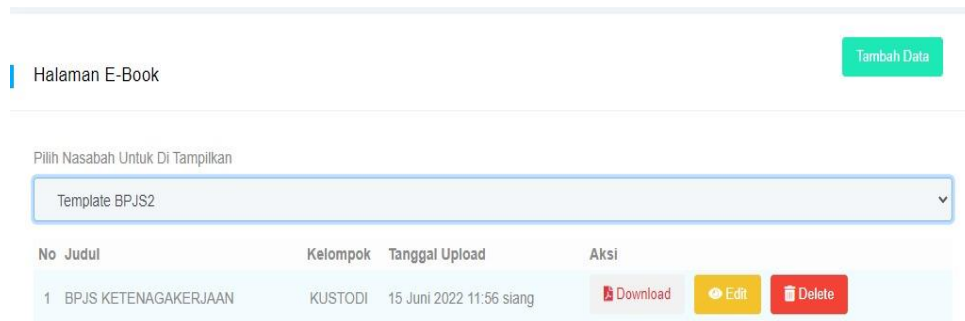 Tambah Data
Halaman E-Book
Pilih Nasabah Untuk Di Tampilkan
Template BPJS2
No Judul Kelompok Tanggal Upload Aksi
1 BPJS KETENAGAKERJAAN KUSTODI 15 Juni 2022 11:56 siang Download Edit Delete